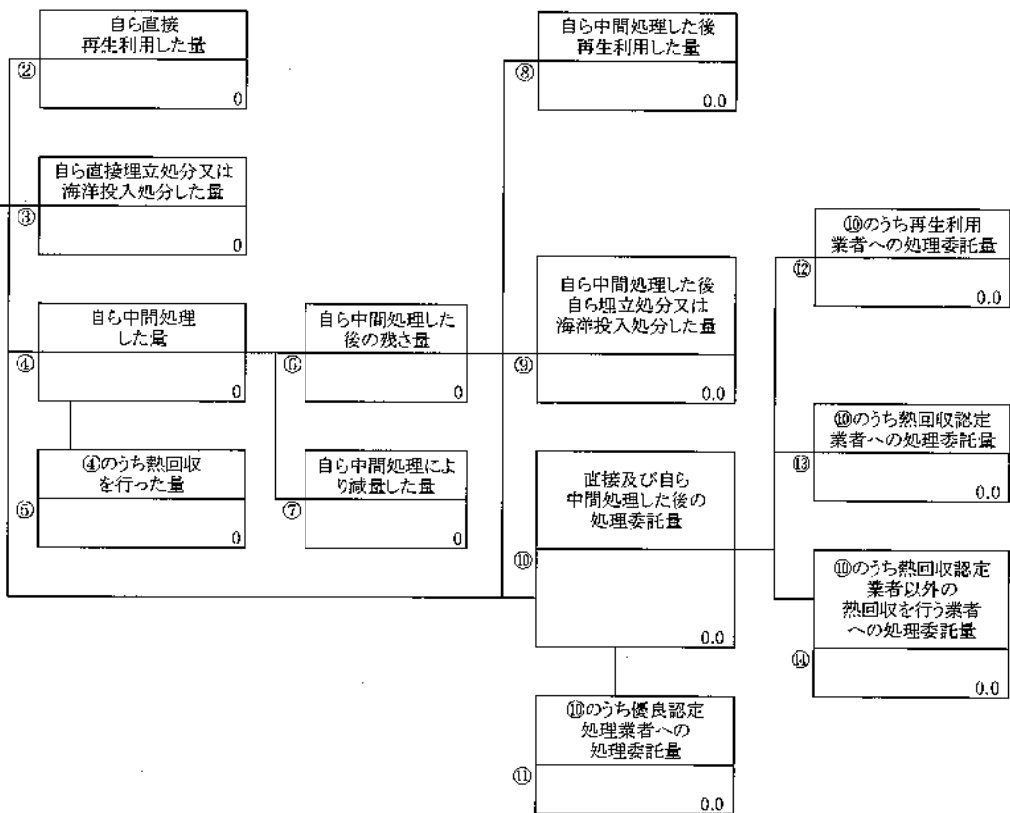 自ら直接
再生利用した量
②
0
自ら直接埋立処分又は
海洋投入処分した量
③
0
自ら中間処理
した量
④
0
④のうち熱回収
を行った量
⑤
0
自ら中間処理した
後の残さ量
⑥
0
自ら中間処理によ
り減量した量
⑦
0
自ら中間処理した後
再生利用した量
⑧
0.0
自ら中間処理した後
自ら埋立処分又は
海洋投入処分した量
⑨
0.0
直接及び自ら
中間処理した後の
処理委託量
⑩
0.0
⑩のうち優良認定
処理業者への
処理委託量
⑪
0.0
⑩のうち再生利用
業者への処理委託量
⑫
0.0
⑩のうち熱回収認定
業者への処理委託量
⑬
0.0
⑩のうち熱回収認定
業者以外の
熱回収を行う業者
への処理委託量
⑭
0.0